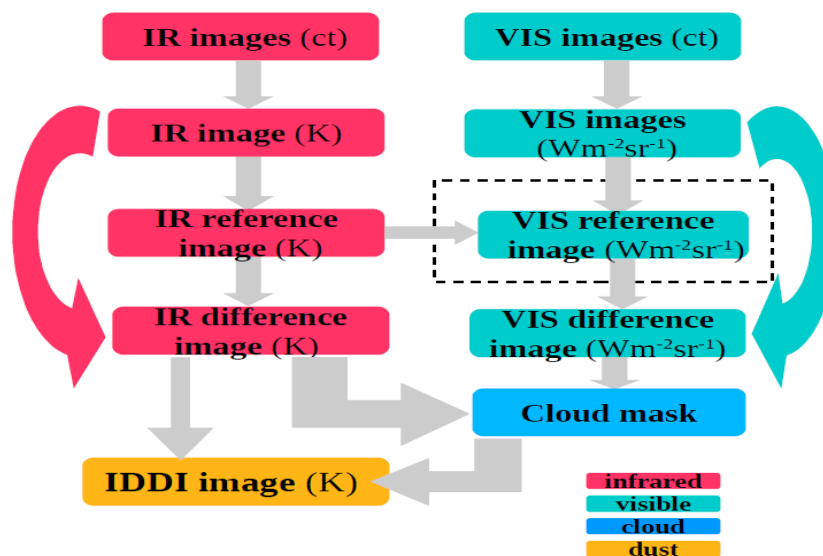 IR images (ct)
VIS images (ct)
IR image (K)
VIS images
(Wm⁻²sr⁻¹)
IR reference
image (K)
VIS reference
image (Wm⁻²sr⁻¹)
IR difference
image (K)
VIS difference
image (Wm⁻²sr⁻¹)
Cloud mask
IDDI image (K)
infrared
visible
cloud
dust